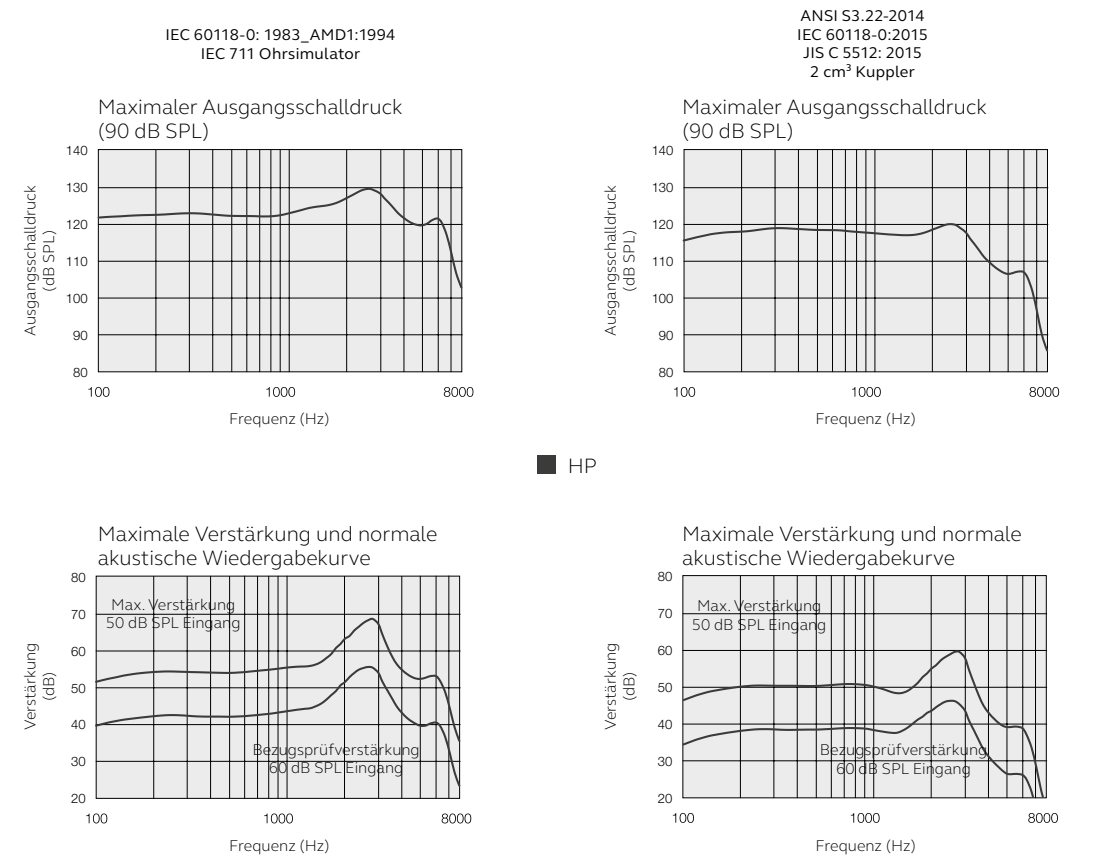 IEC 60118-0: 1983_AMD1:1994
IEC 711 Ohrsimulator
Maximaler Ausgangsschalldruck
(90 dB SPL)
Ausgangsschalldruck
(dB SPL)
140
130
120
110
100
90
80
100
1000
8000
Frequenz (Hz)
ANSI S3.22-2014
IEC 60118-0:2015
JIS C 5512: 2015
2 cm³ Kuppler
Maximaler Ausgangsschalldruck
(90 dB SPL)
Ausgangsschalldruck
(dB SPL)
140
130
120
110
100
90
80
100
1000
8000
Frequenz (Hz)
HP
Maximale Verstärkung und normale
akustische Wiedergabekurve
Verstärkung
(dB)
80
70
60
50
40
30
20
Max. Verstärkung
50 dB SPL Eingang
Bezugsprüfverstärkung
60 dB SPL Eingang
100
1000
8000
Frequenz (Hz)
Maximale Verstärkung und normale
akustische Wiedergabekurve
Verstärkung
(dB)
80
70
60
50
40
30
20
Max. Verstärkung
50 dB SPL Eingang
Bezugsprüfverstärkung
60 dB SPL Eingang
100
1000
8000
Frequenz (Hz)